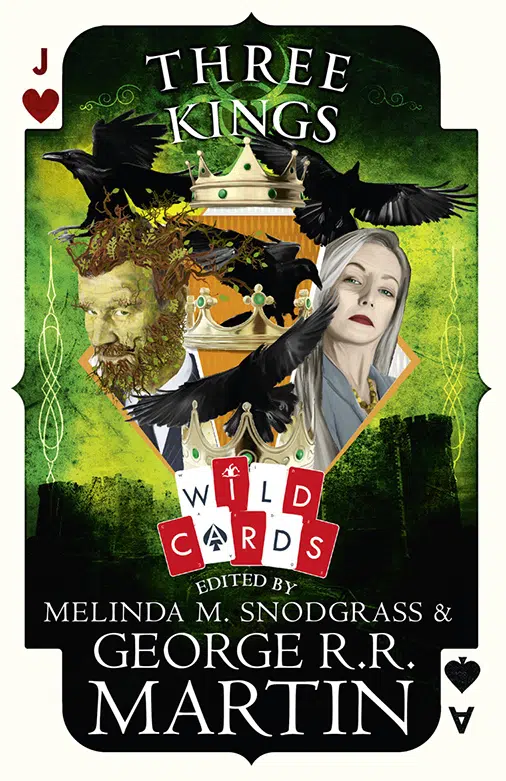 J
THREE
KINGS
WILD
CARDS
EDITED BY
MELINDA M. SNODGRASS &
GEORGE R.R.
MARTIN
A